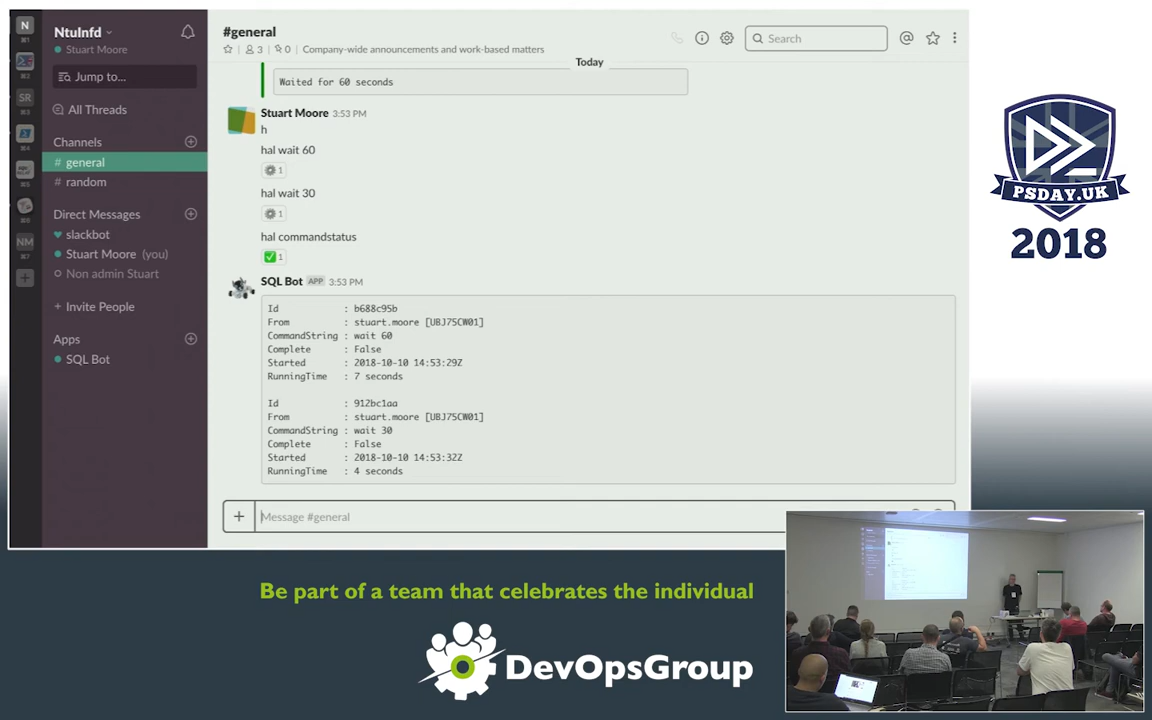 N
NtuInfd
Stuart Moore
Jump to...
All Threads
Channels
# general
# random
Direct Messages
slackbot
Stuart Moore (you)
Non admin Stuart
+ Invite People
Apps
SQL Bot
SR
NM
#general
3
0
Company-wide announcements and work-based matters
Search
Today
Waited for 60 seconds
Stuart Moore 3:53 PM
h
hal wait 60
1
hal wait 30
1
hal commandstatus
1
SQL Bot APP 3:53 PM
Id : b688c95b
From : stuart.moore [UBJ75CW01]
CommandString : wait 60
Complete : False
Started : 2018-10-10 14:53:29Z
RunningTime : 7 seconds
Id : 912bc1aa
From : stuart.moore [UBJ75CW01]
CommandString : wait 30
Complete : False
Started : 2018-10-10 14:53:32Z
RunningTime : 4 seconds
Message #general
PSDAY.UK
2018
Be part of a team that celebrates the individual
DevOpsGroup